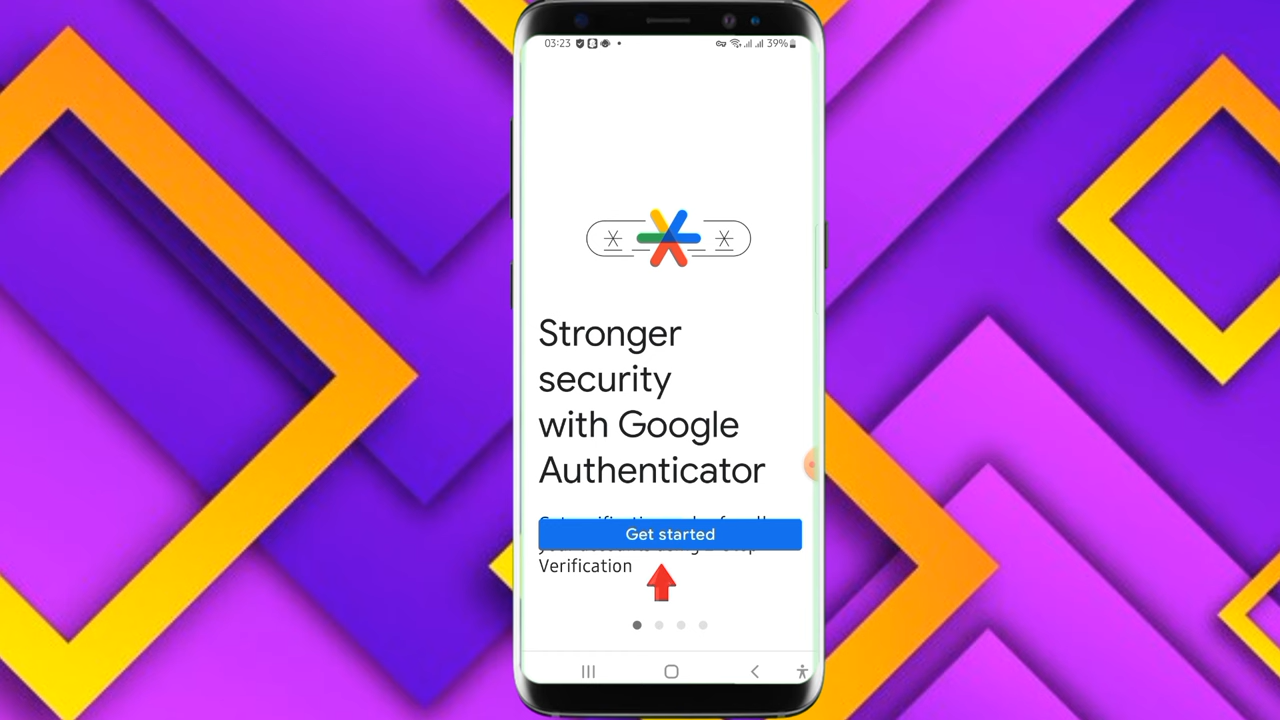 03:23
39%
Stronger
security
with Google
Authenticator
Get started
Verification